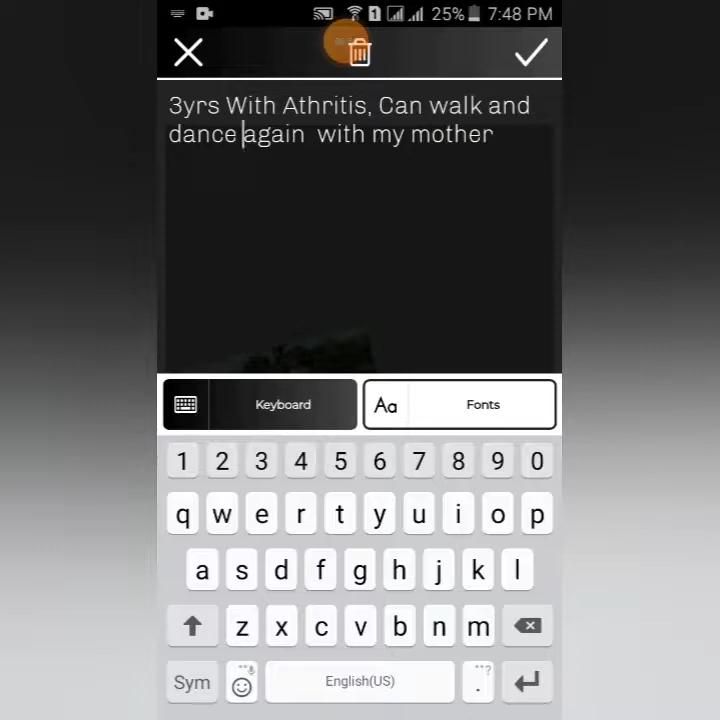 1 25% 7:48 PM
3yrs With Athritis, Can walk and
dance again  with my mother
Keyboard
Aa Fonts
1 2 3 4 5 6 7 8 9 0
q w e r t y u i o p
a s d f g h j k l
z x c v b n m
Sym English(US) . ?